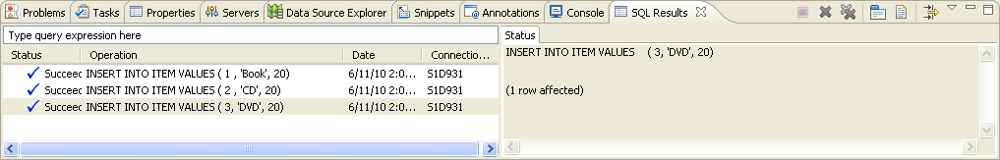 Problems Tasks Properties Servers Data Source Explorer Snippets Annotations Console SQL Results
Type query expression here
Status Operation Date Connectio...
Succeed INSERT INTO ITEM VALUES ( 1 , 'Book', 20) 6/11/10 2:0... S1D931
Succeed INSERT INTO ITEM VALUES ( 2 , 'CD', 20) 6/11/10 2:0... S1D931
Succeed INSERT INTO ITEM VALUES ( 3, 'DVD', 20) 6/11/10 2:0... S1D931
Status
INSERT INTO ITEM VALUES ( 3, 'DVD', 20)
(1 row affected)